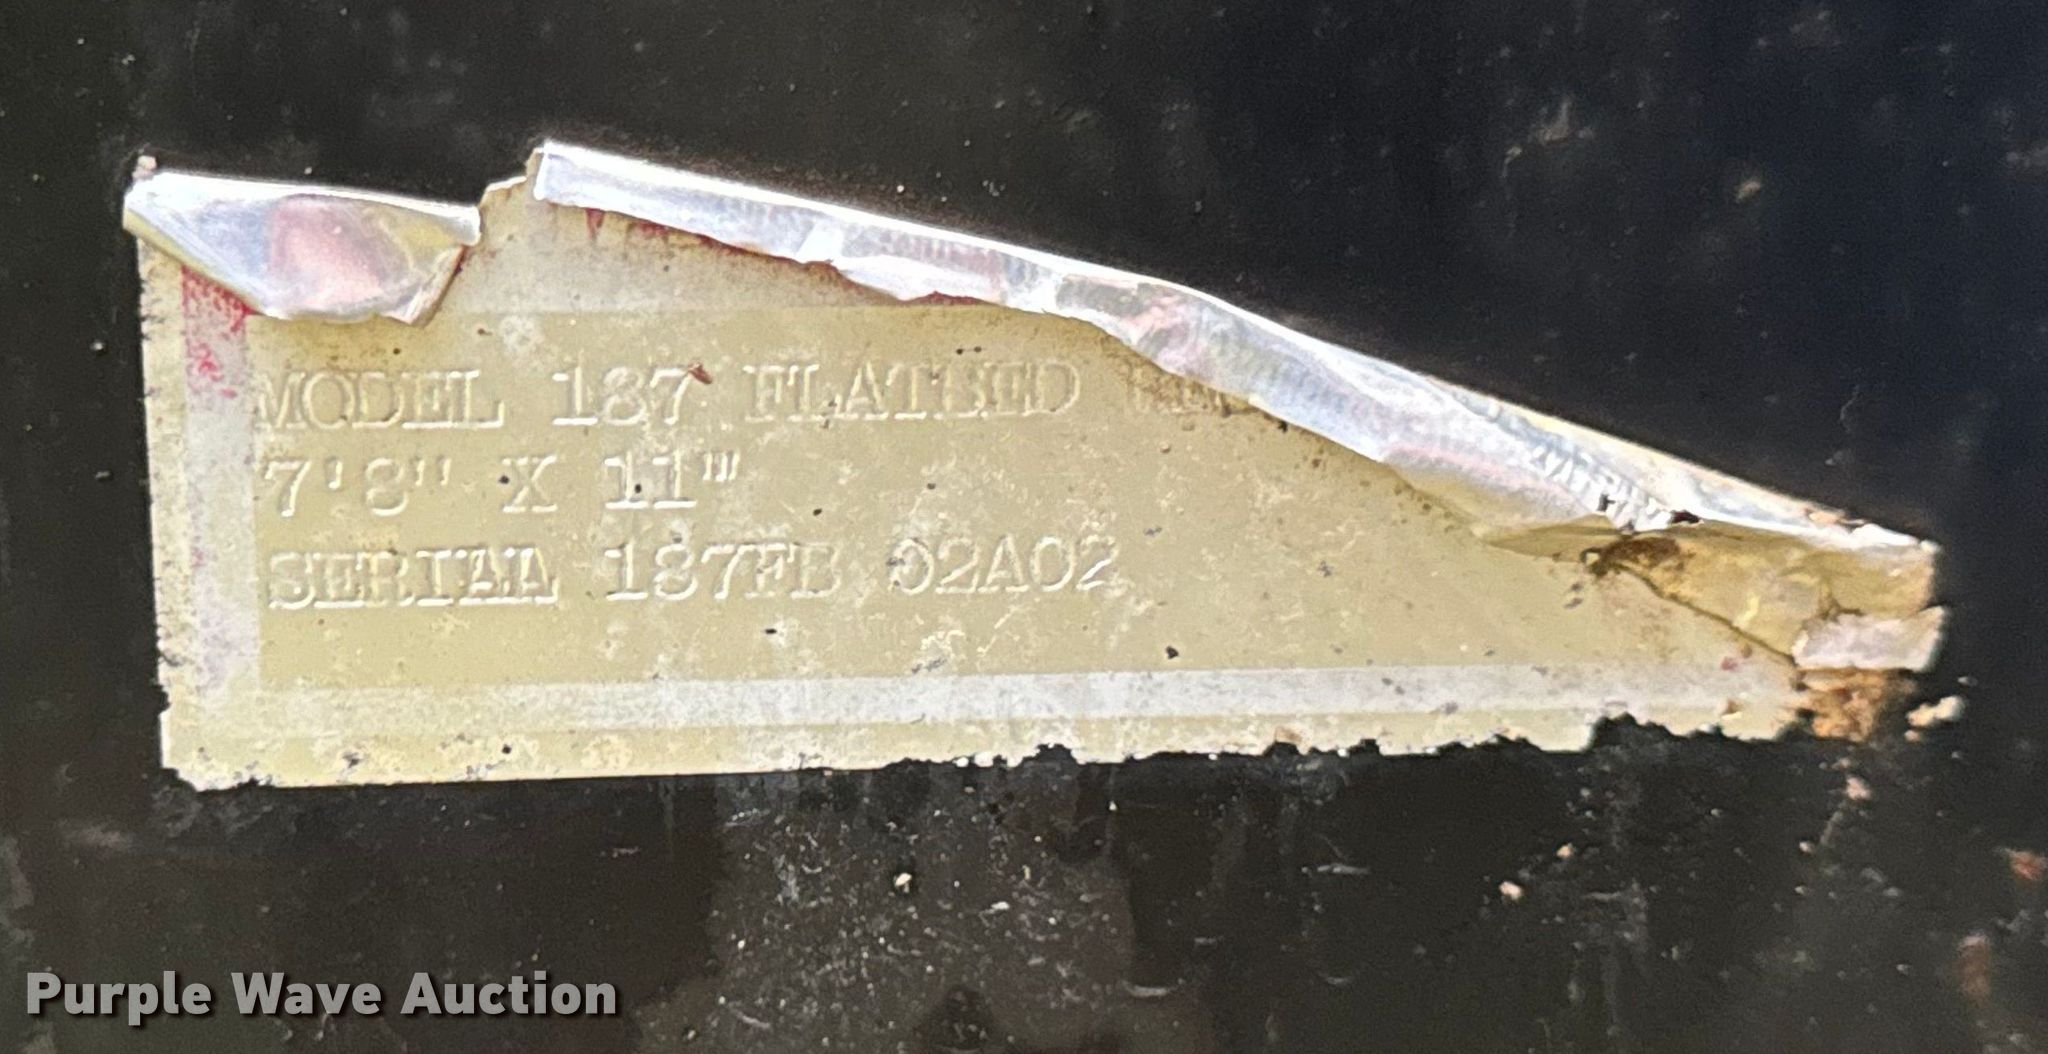 MODEL 187 FLATBED
7'8" X 11'"
SERIAL 187FB 02A02
Purple Wave Auction